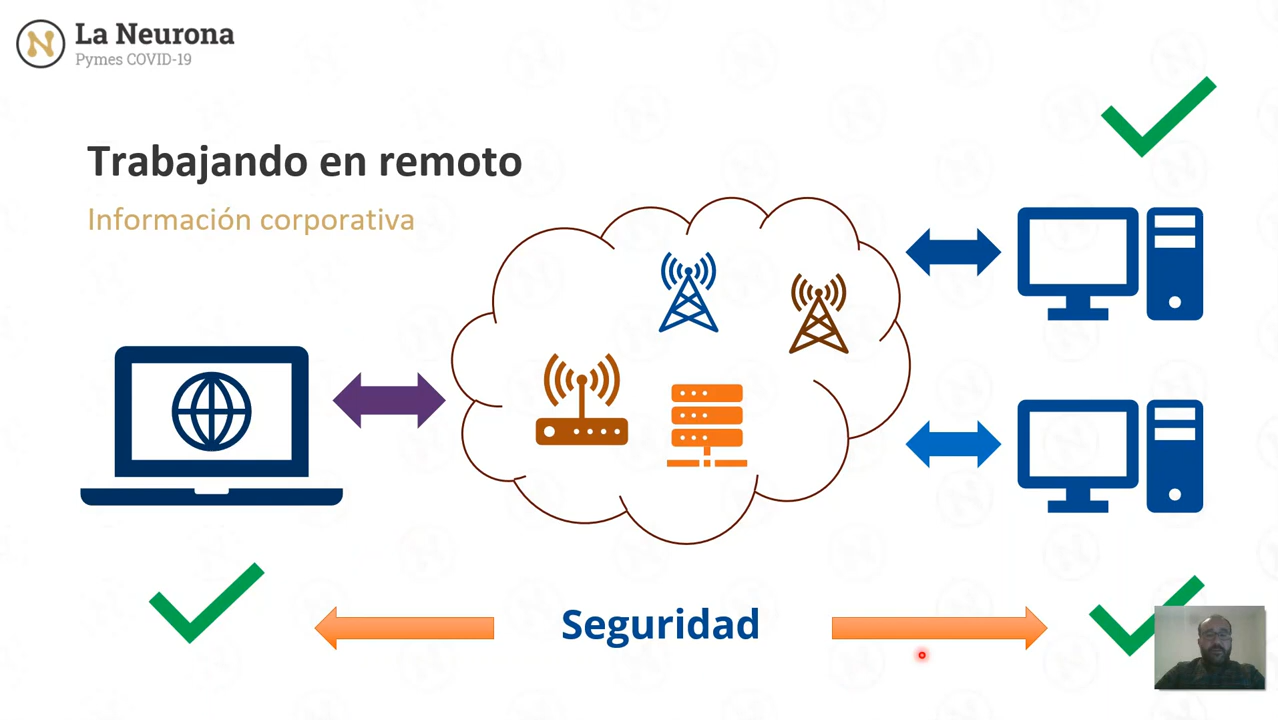 La Neurona
Pymes COVID-19
Trabajando en remoto
Información corporativa
Seguridad